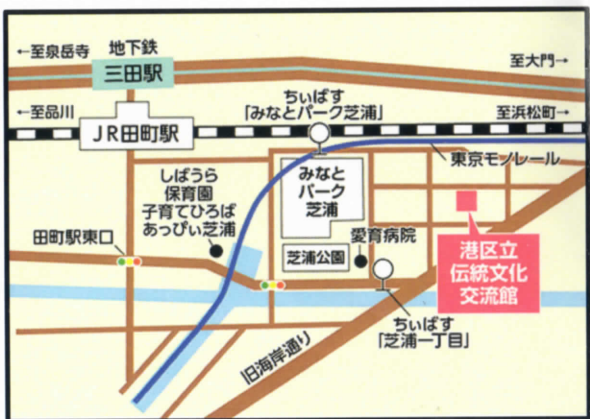 ←至泉岳寺
地下鉄
三田駅
至大門→
←至品川
ちぃばす
「みなとパーク芝浦」
至浜松町→
JR田町駅
東京モノレール
しばうら
保育園
子育てひろば
あっぴぃ芝浦
みなと
パーク
芝浦
田町駅東口
芝浦公園
愛育病院
港区立
伝統文化
交流館
ちぃばす
「芝浦一丁目」
旧海岸通り